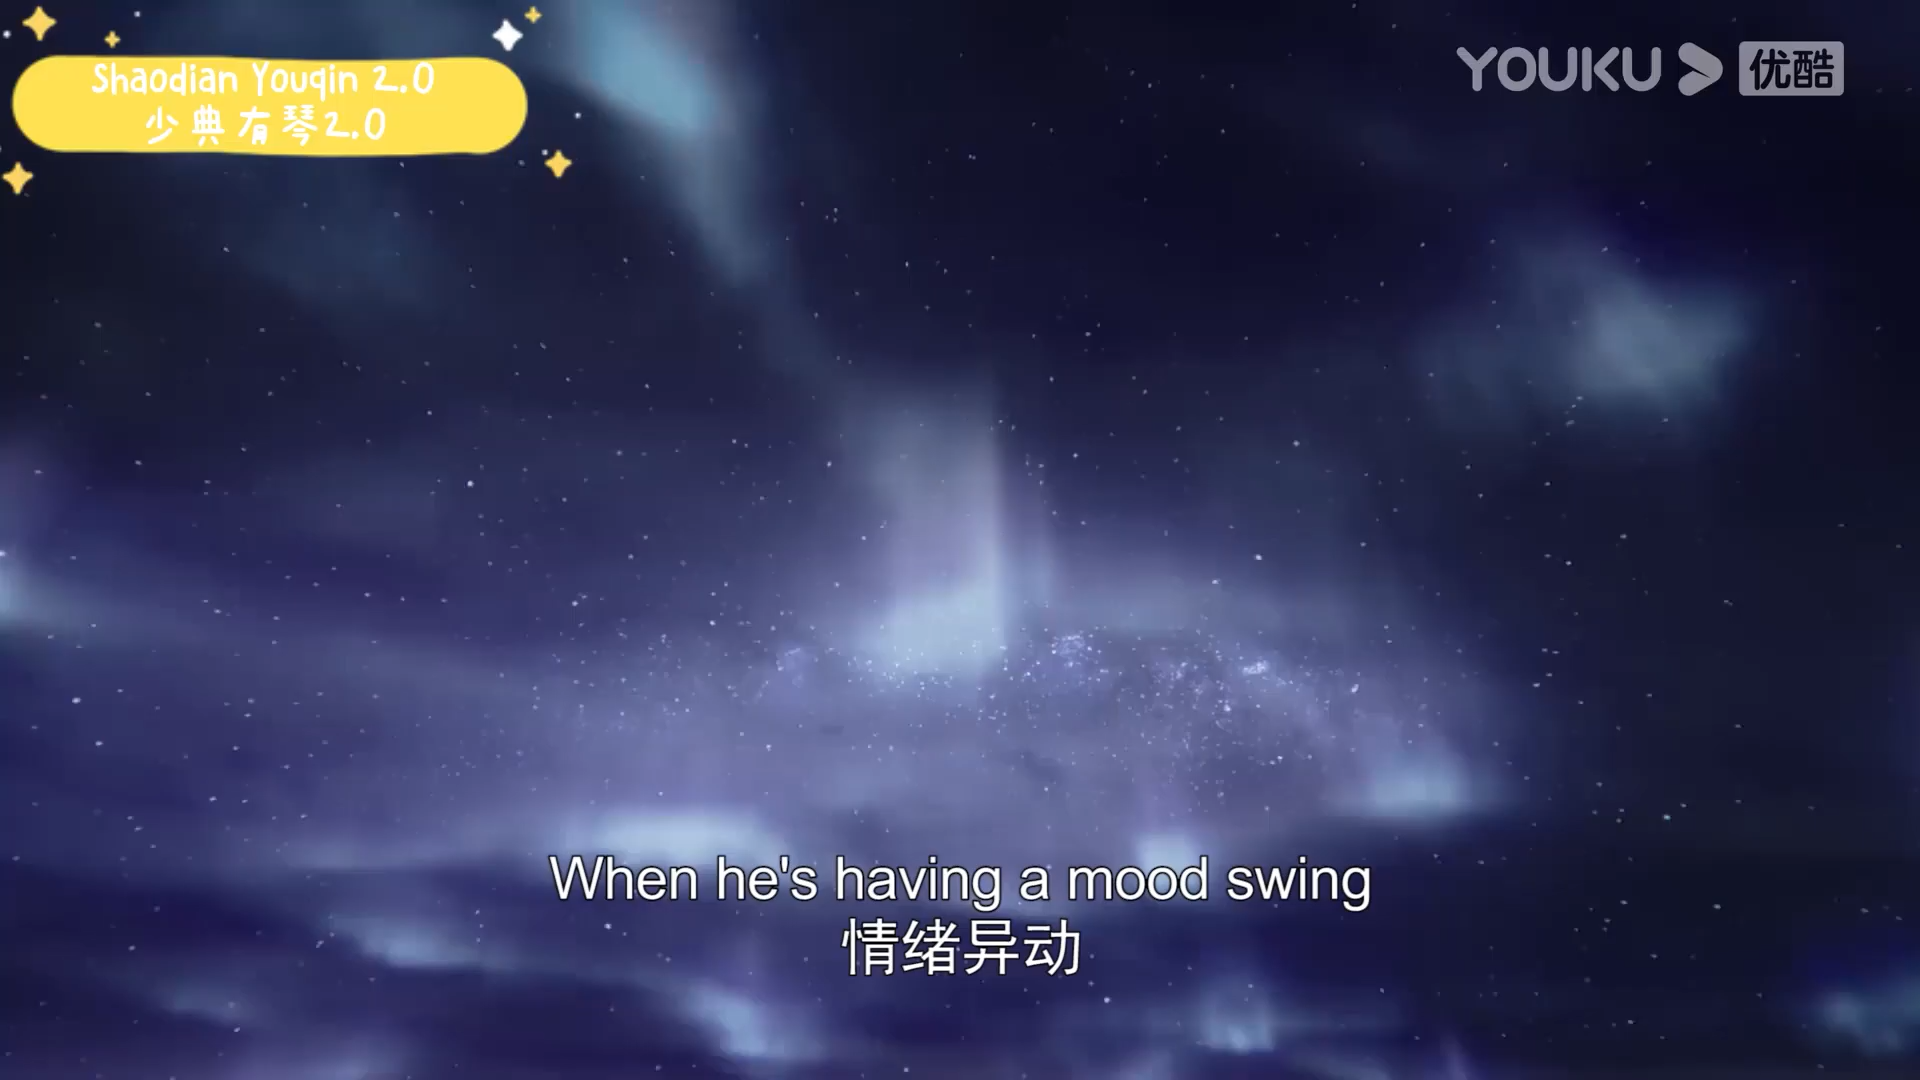 Shaodian Youqin 2.0
少典有琴2.0
YOUKU 优酷
When he's having a mood swing
情绪异动